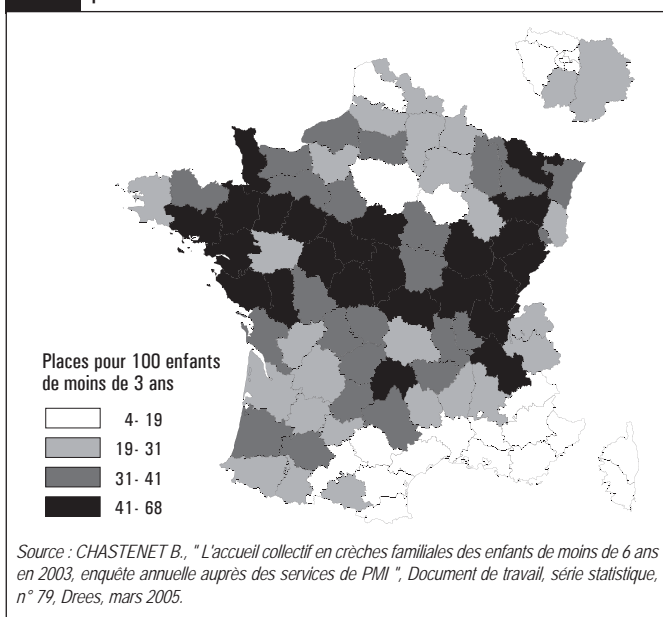 Places pour 100 enfants
de moins de 3 ans
4- 19
19- 31
31- 41
41- 68
Source : CHASTENET B., " L'accueil collectif en crèches familiales des enfants de moins de 6 ans
en 2003, enquête annuelle auprès des services de PMI ", Document de travail, série statistique,
n° 79, Drees, mars 2005.